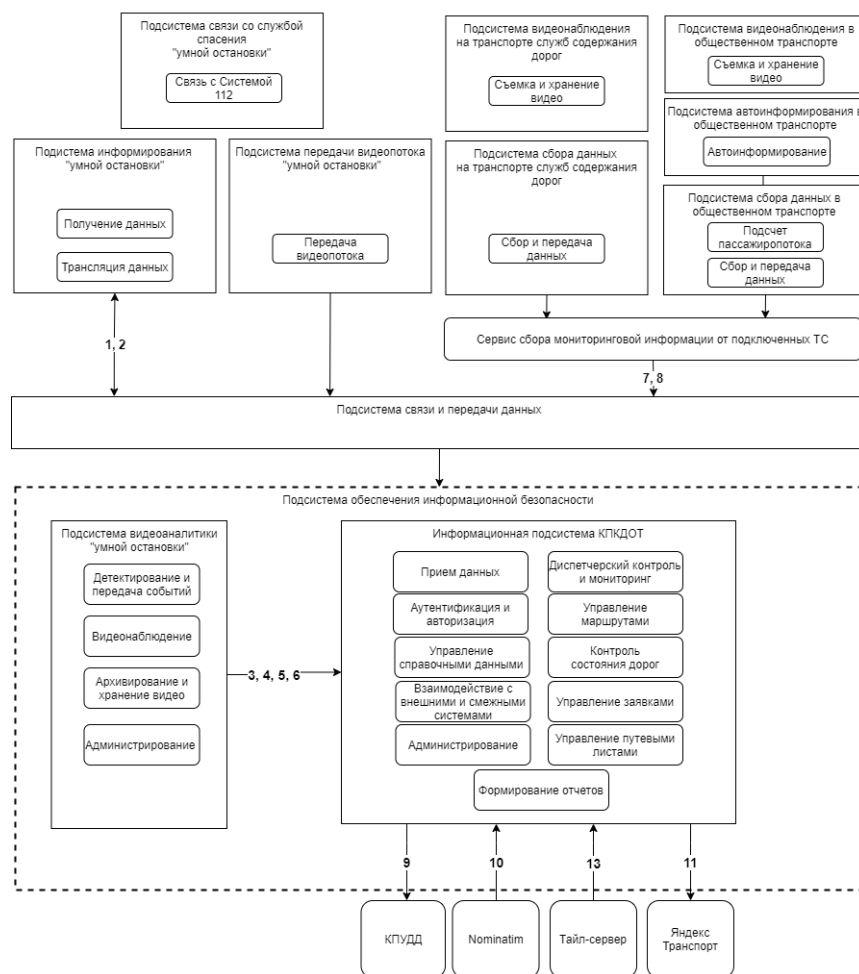 Подсистема связи со службой
спасения
"умной остановки"
Связь с Системой
112
Подсистема видеонаблюдения
на транспорте служб содержания
дорог
Съемка и хранение
видео
Подсистема видеонаблюдения в
общественном транспорте
Съемка и хранение
видео
Подсистема автоинформирования в
общественном транспорте
Автоинформирование
Подистема информирования
"умной остановки"
Получение данных
Трансляция данных
Подсистема передачи видеопотока
"умной остановки"
Передача
видеопотока
Подсистема сбора данных
на транспорте служб содержания
дорог
Сбор и передача
данных
Подсистема сбора данных в
общественном транспорте
Подсчет
пассажиропотока
Сбор и передача
данных
1, 2
Сервис сбора мониторинговой информации от подключенных ТС
7, 8
Подсистема связи и передачи данных
Подсистема обеспечения информационной безопасности
Подсистема видеоаналитики
"умной остановки"
Детектирование и
передача событий
Видеонаблюдение
Архивирование и
хранение видео
Администрирование
3, 4, 5, 6
Информационная подсистема КПКДОТ
Прием данных
Диспетчерский контроль
и мониторинг
Аутентификация и
авторизация
Управление
маршрутами
Управление
справочными данными
Контроль
состояния дорог
Взаимодействие с
внешними и смежными
системами
Управление заявками
Администрирование
Управление путевыми
листами
Формирование отчетов
9
10
13
11
КПУДД
Nominatim
Тайл-сервер
Яндекс
Транспорт